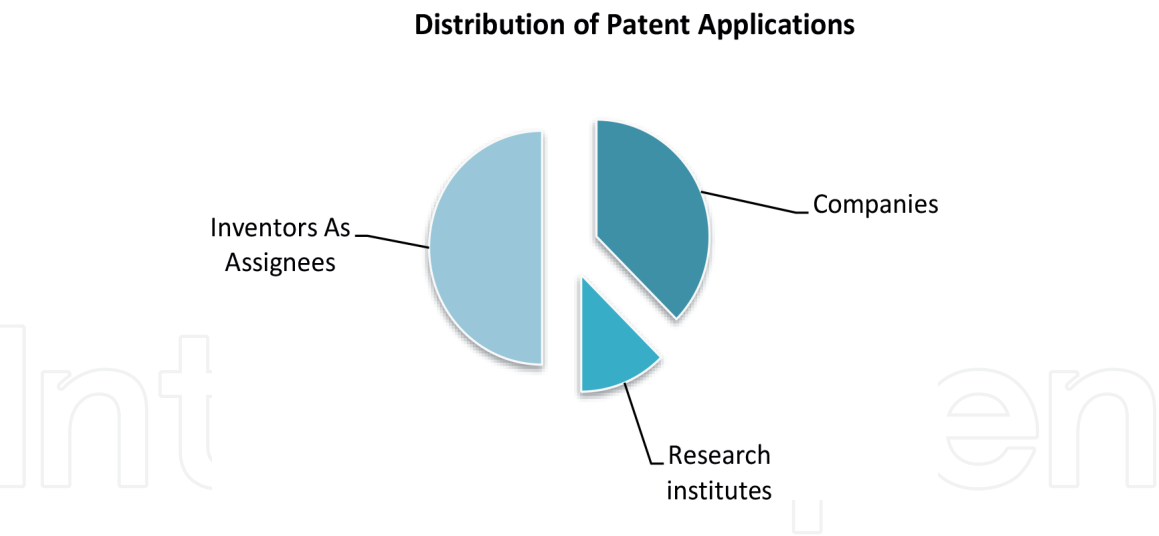 Distribution of Patent Applications
Companies
Inventors As
Assignees
Research
institutes